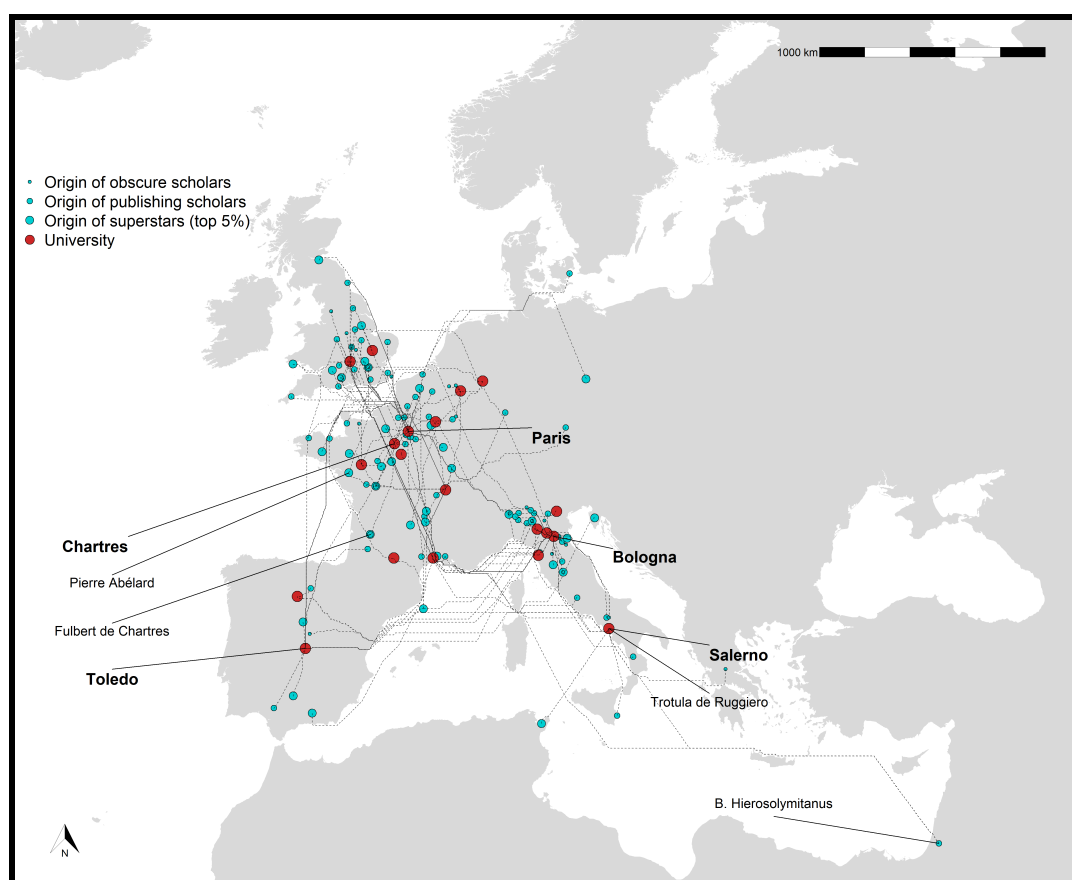 1000 km
Origin of obscure scholars
Origin of publishing scholars
Origin of superstars (top 5%)
University
Paris
Chartres
Bologna
Pierre Abélard
Fulbert de Chartres
Salerno
Toledo
Trotula de Ruggiero
B. Hierosolymitanus
N